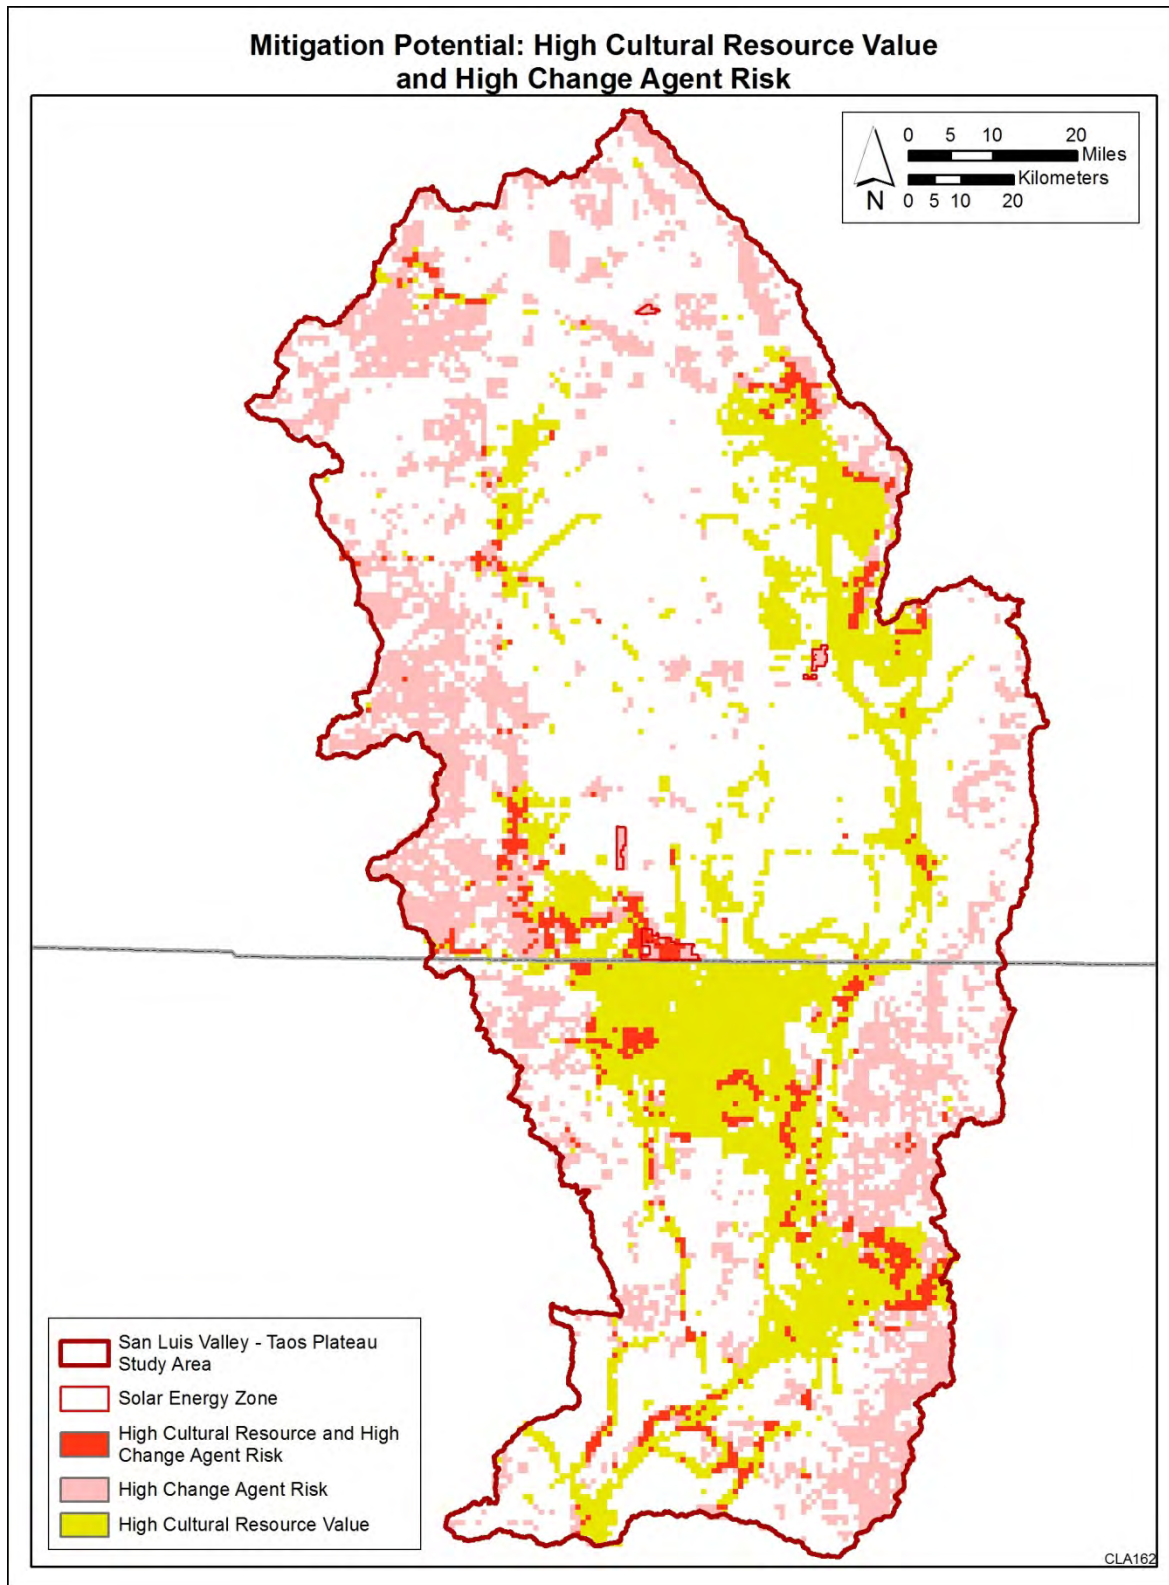 Mitigation Potential: High Cultural Resource Value
and High Change Agent Risk
0 5 10 20
Miles
Kilometers
0 5 10 20
N
San Luis Valley - Taos Plateau
Study Area
Solar Energy Zone
High Cultural Resource and High
Change Agent Risk
High Change Agent Risk
High Cultural Resource Value
CLA162